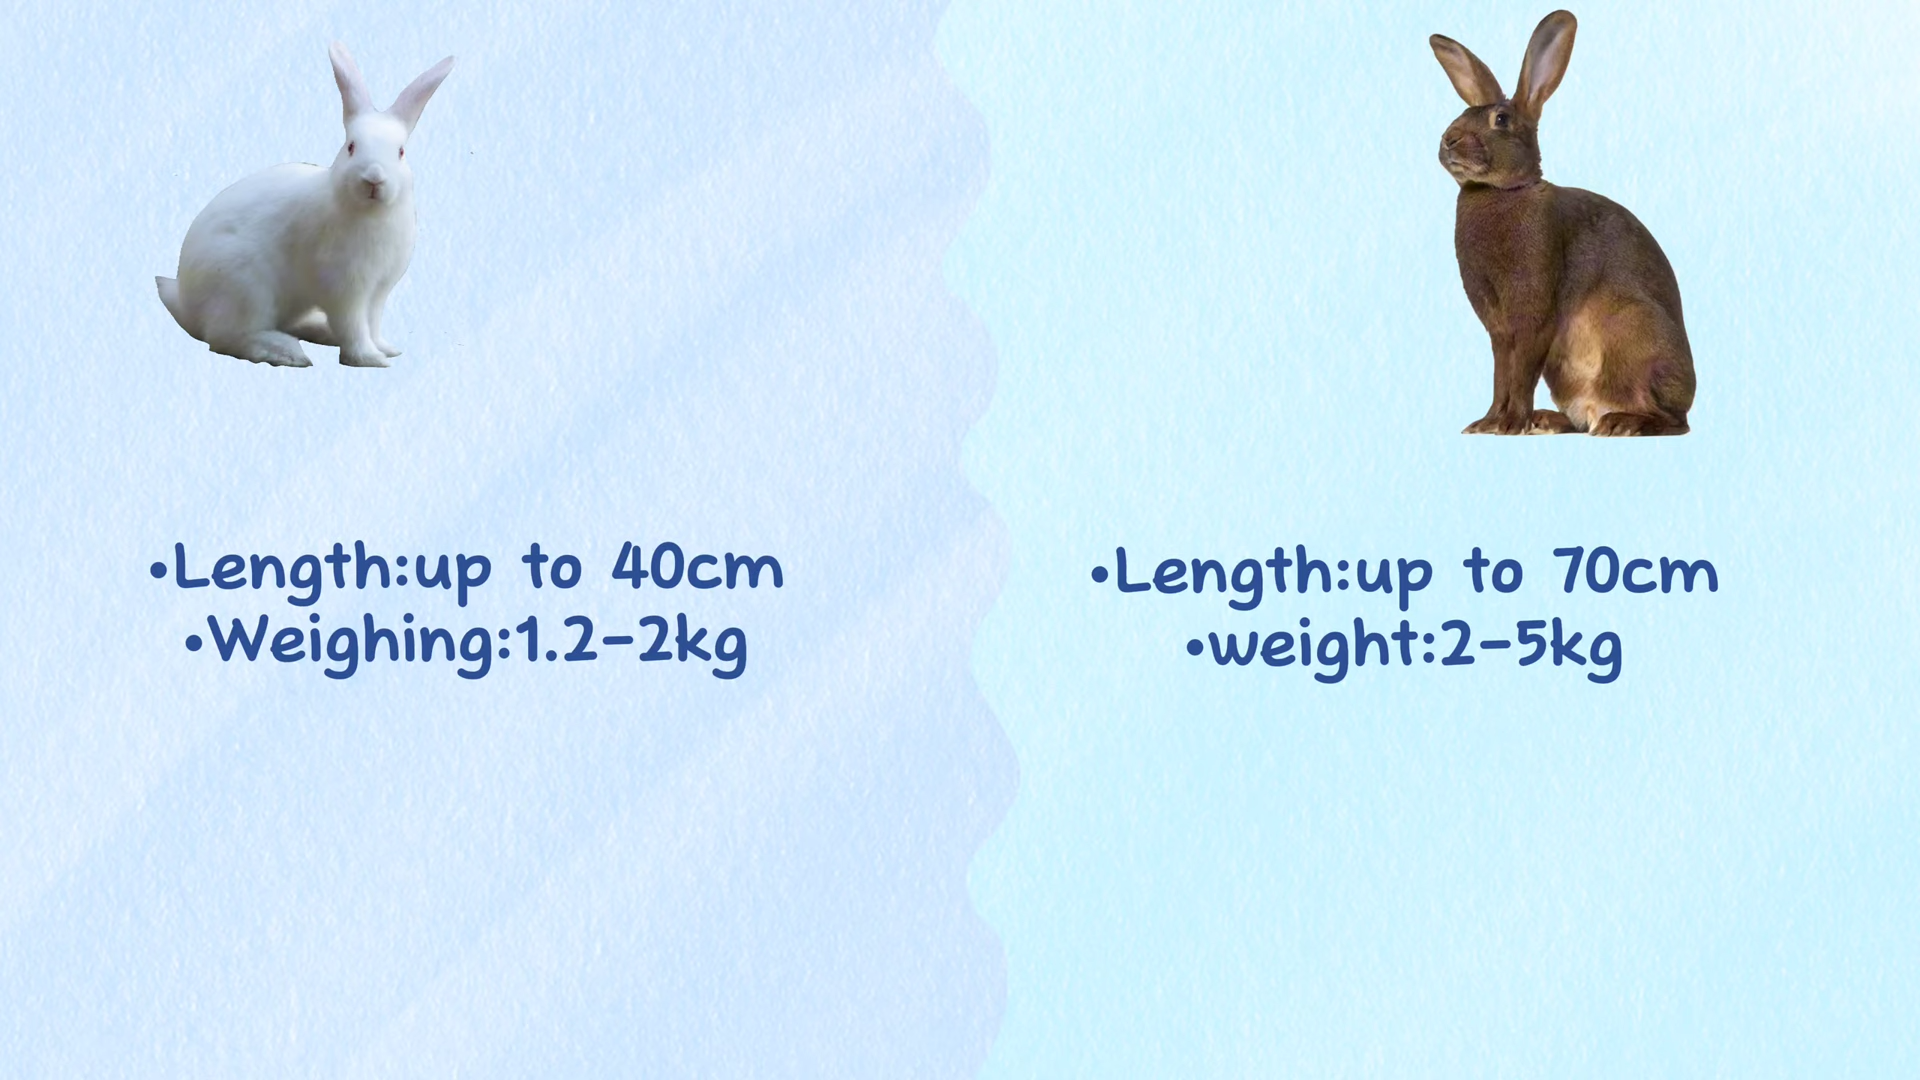 •Length:up to 40cm
•Weighing:1.2-2kg
•Length:up to 70cm
•weight:2-5kg